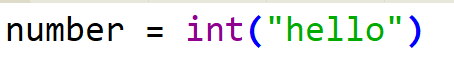 number = int("hello")